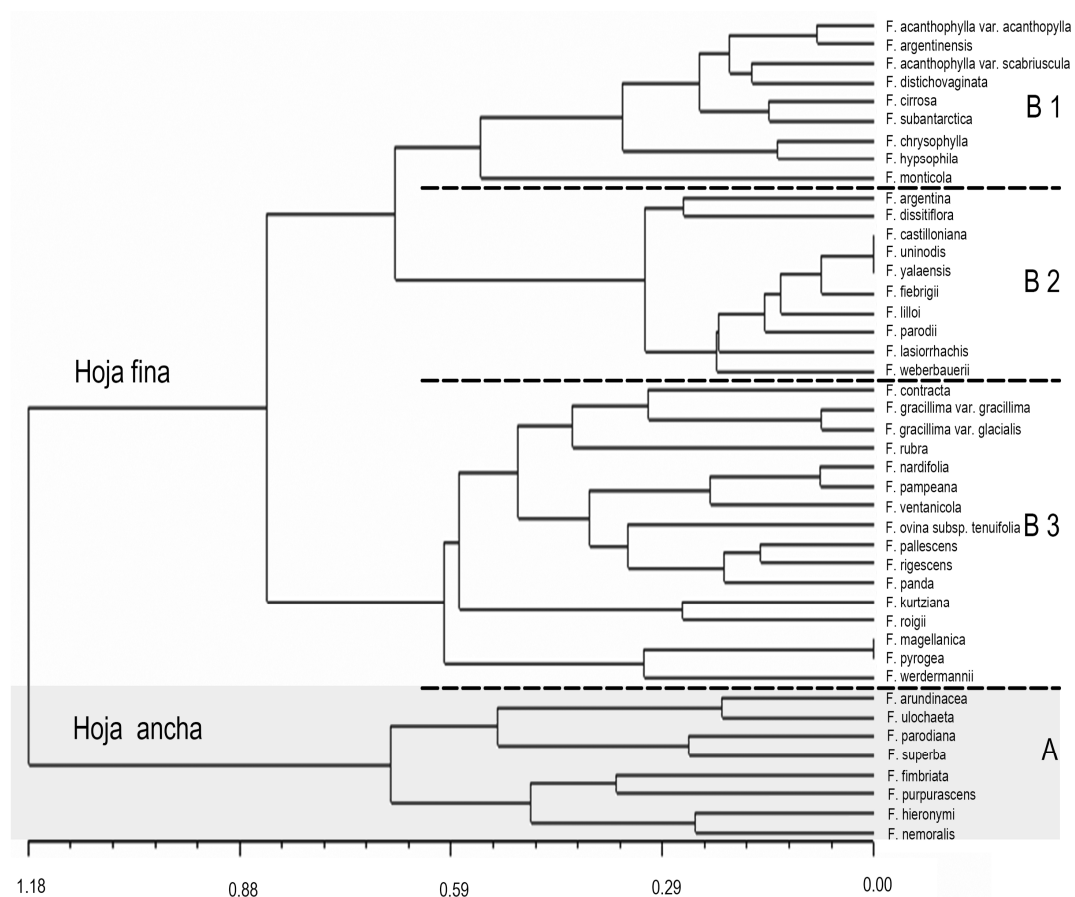 F. acanthophylla var. acanthopylla
F. argentinensis
F. acanthophylla var. scabriuscula
F. distichovaginata
F. cirrosa
B 1
F. subantarctica
F. chrysophylla
F. hypsophila
F. monticola
F. argentina
F. dissitiflora
F. castilloniana
F. uninodis
F. yalaensis
B 2
F. fiebrigii
F. lilloi
F. parodii
F. lasiorrhachis
F. weberbauerii
Hoja fina
F. contracta
F. gracillima var. gracillima
F. gracillima var. glacialis
F. rubra
F. nardifolia
F. pampeana
F. ventanicola
F. ovina subsp. tenuifolia
B 3
F. pallescens
F. rigescens
F. panda
F. kurtziana
F. roigii
F. magellanica
F. pyrogea
F. werdermannii
F. arundinacea
F. ulochaeta
Hoja ancha
F. parodiana
A
F. superba
F. fimbriata
F. purpurascens
F. hieronymi
F. nemoralis
1.18 0.88 0.59 0.29 0.00